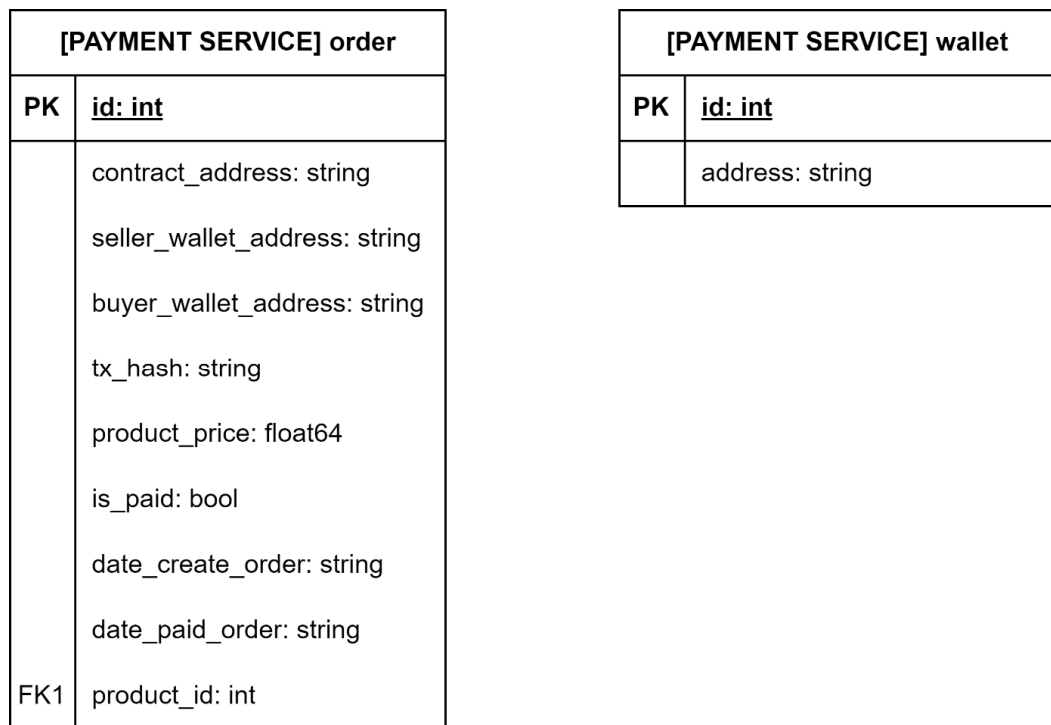 [PAYMENT SERVICE] order
PK id: int
contract_address: string
seller_wallet_address: string
buyer_wallet_address: string
tx_hash: string
product_price: float64
is_paid: bool
date_create_order: string
date_paid_order: string
FK1 product_id: int
[PAYMENT SERVICE] wallet
PK id: int
address: string